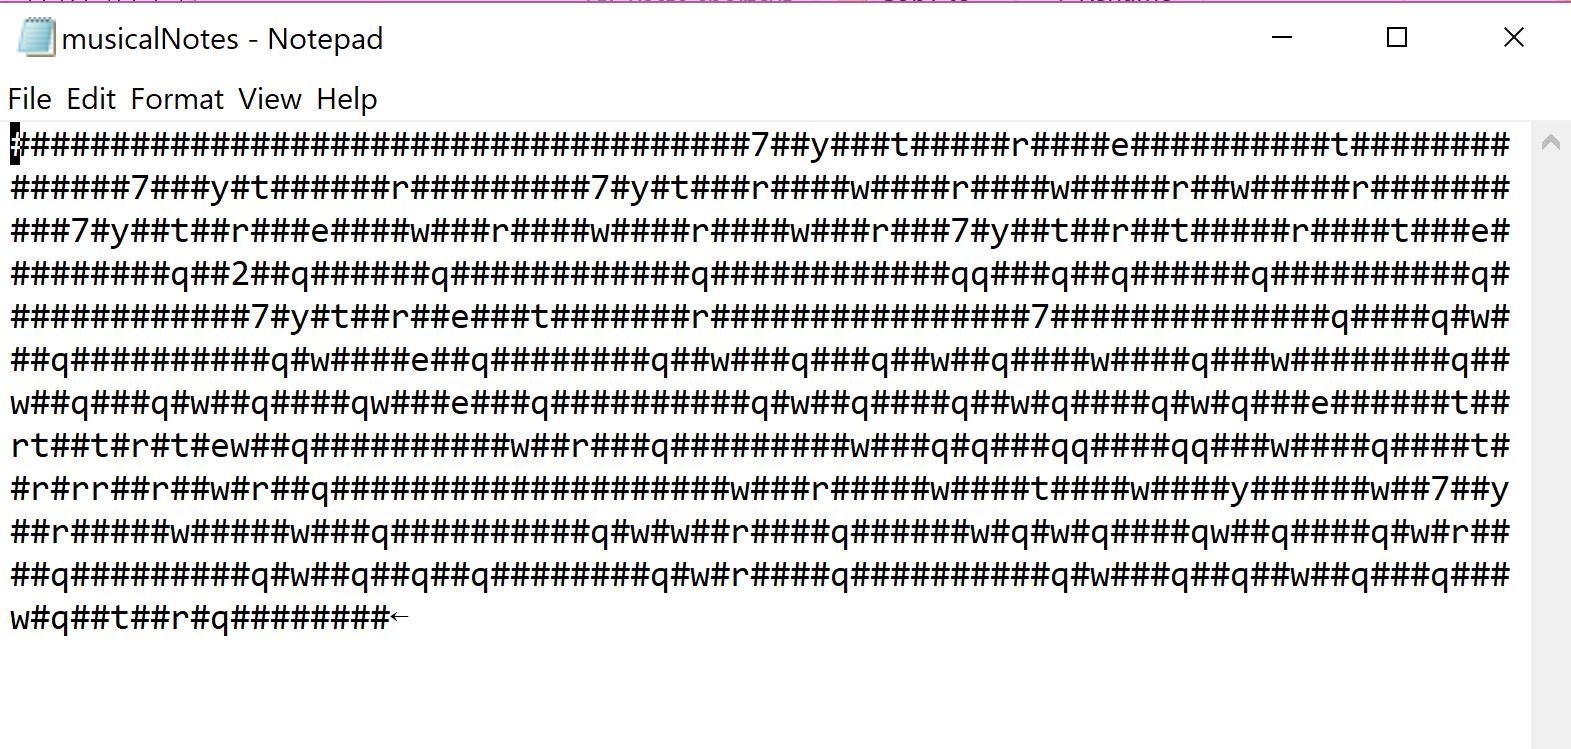 musicalNotes - Notepad
File Edit Format View Help
#####################################7##y###t#####r####e##########t########
######7###y#t######r#########7#y#t###r####w####r####w#####r##w#####r#######
###7#y##t##r###e####w###r####w####r####w###r###7#y##t##r##t#####r####t###e#
########q##2##q######q############q############qq###q##q######q##########q#
############7#y#t##r##e###t#######r################7##############q####q#w#
##q##########q#w####e##q########q##w###q###q##w##q####w####q###w########q##
w##q###q#w##q####qw###e###q##########q#w##q####q##w#q####q#w#q###e######t##
rt##t#r#t#ew##q##########w##r###q#########w###q#q###qq####qq###w####q####t#
#r#rr##r##w#r##q####################w###r#####w####t####w####y######w##7##y
##r#####w#####w###q##########q#w#w##r####q######w#q#w#q####qw##q####q#w#r##
##q#########q#w##q##q##q########q#w#r####q##########q#w###q##q##w##q###q###
w#q##t##r#q########←